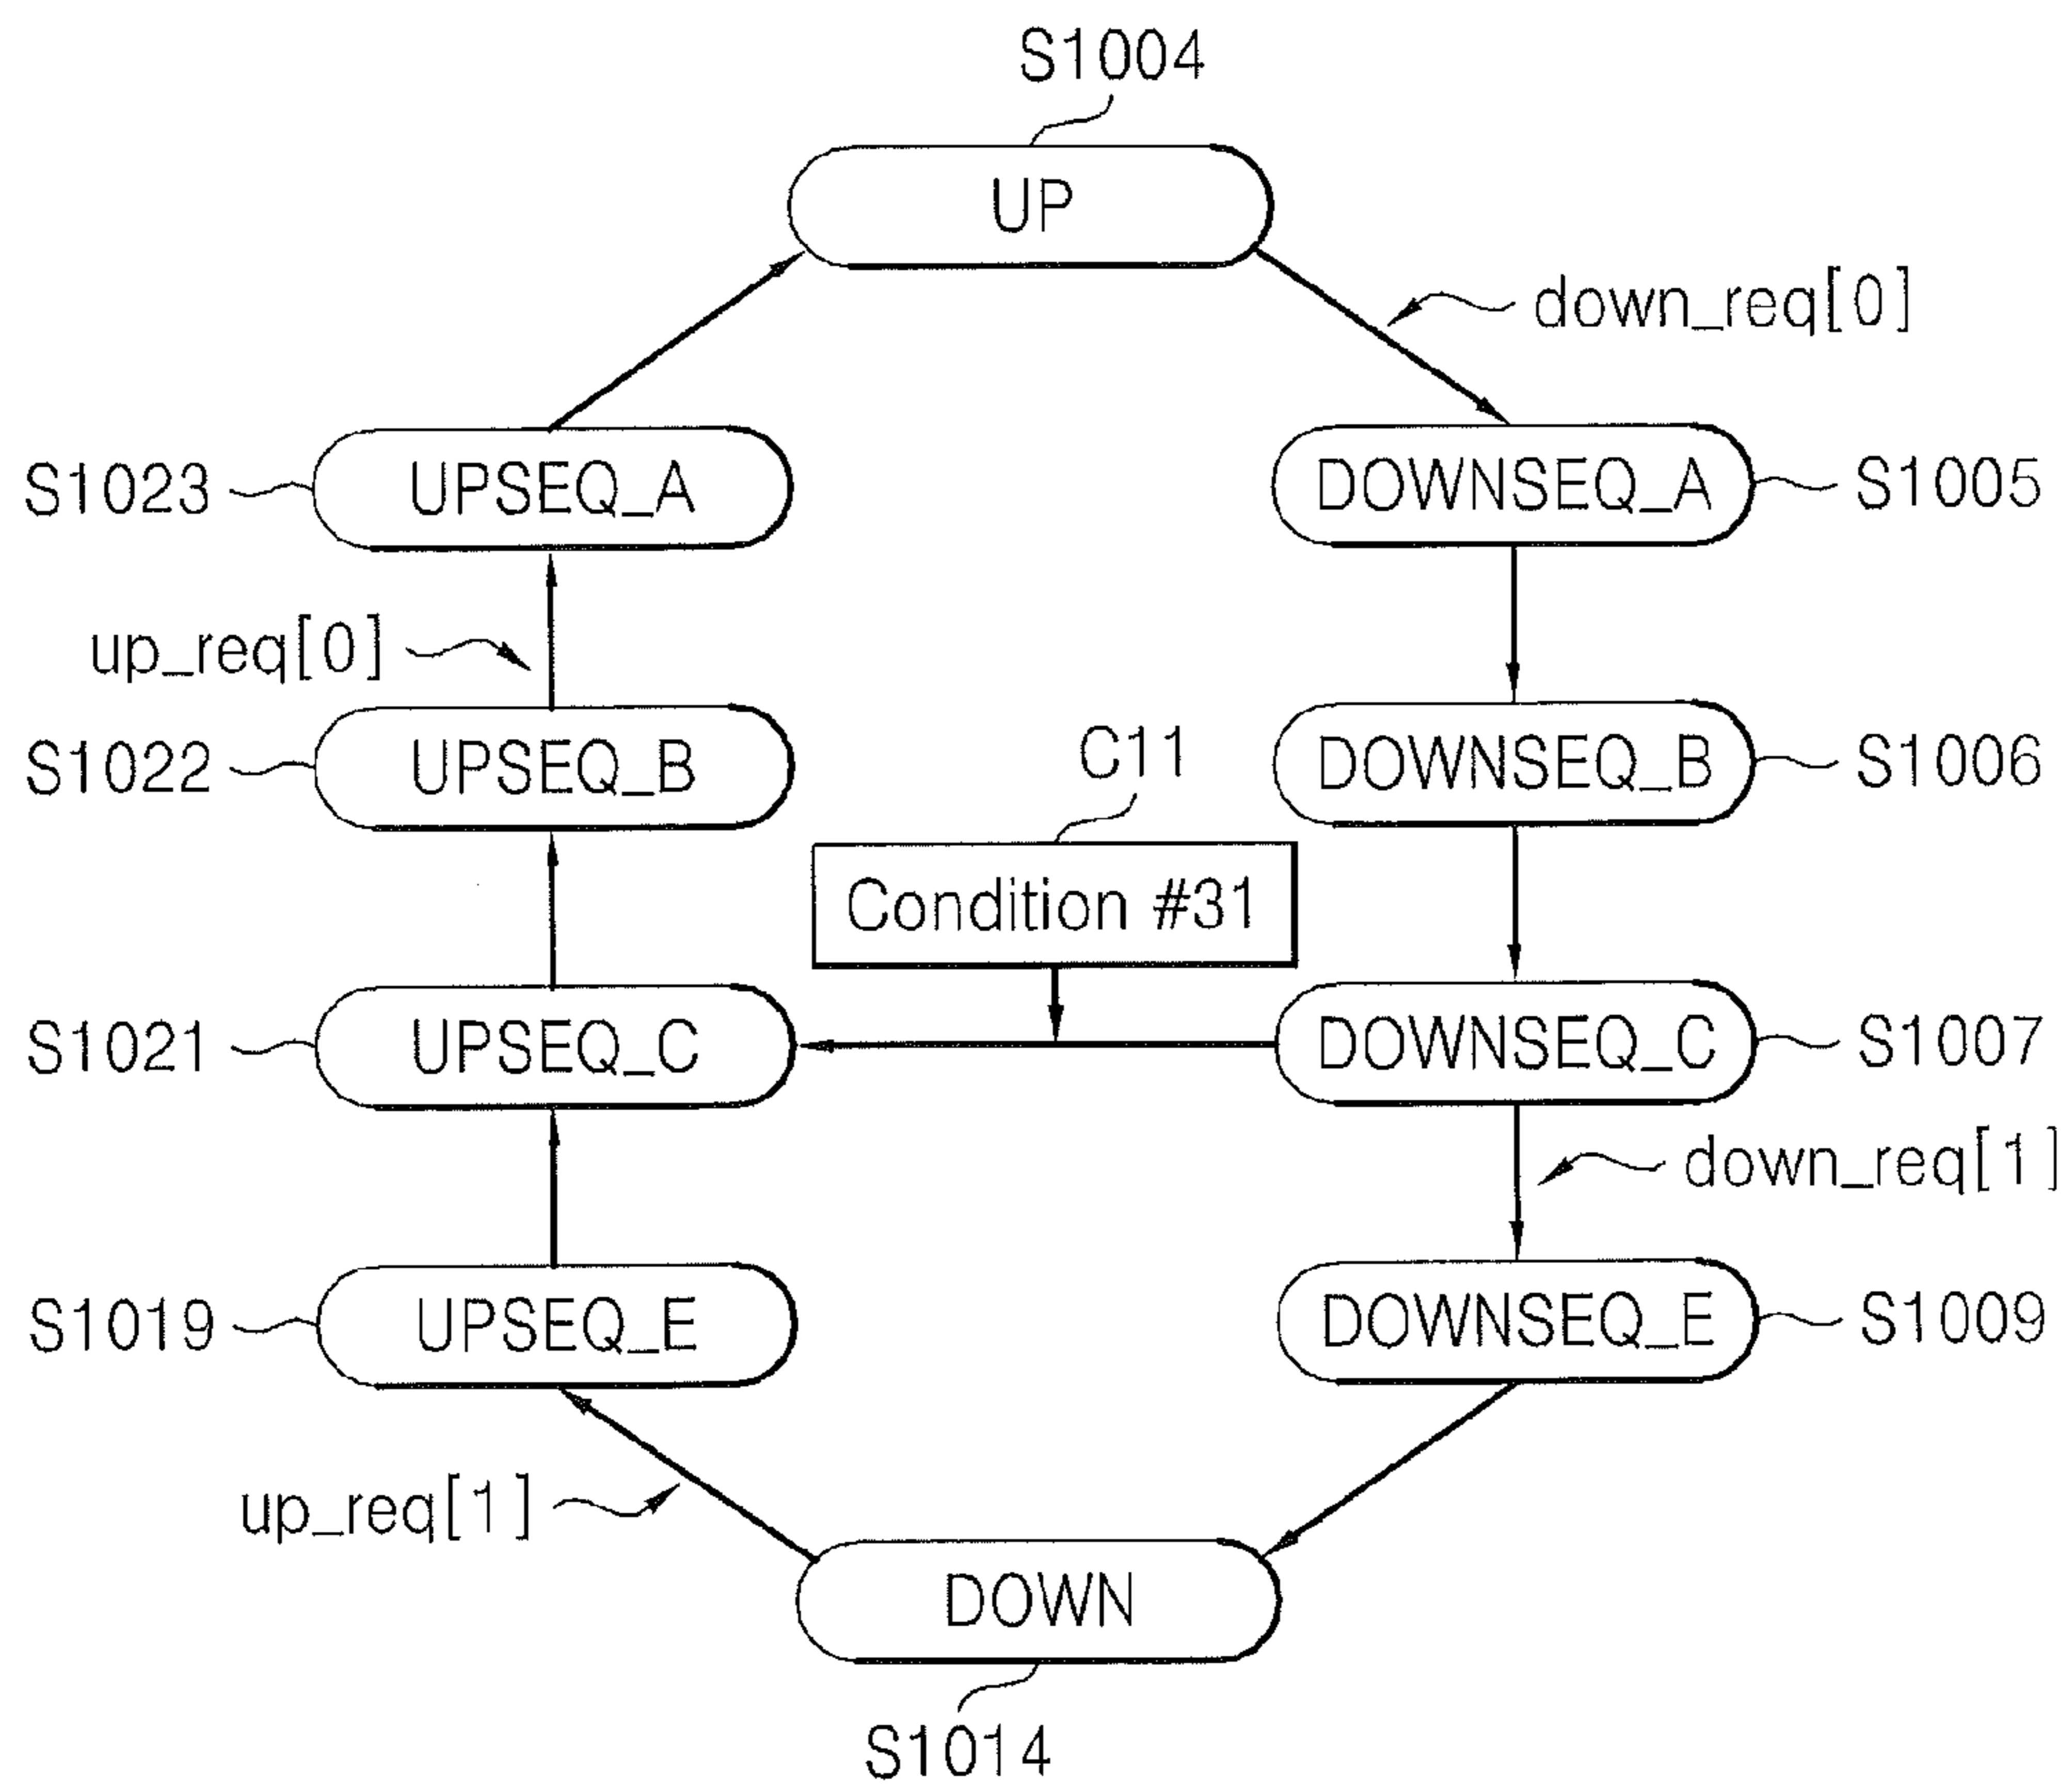 S1004
UP
down_req[0]
S1023
UPSEQ_A
DOWNSEQ_A
S1005
up_req[0]
S1022
UPSEQ_B
C11
DOWNSEQ_B
S1006
Condition #31
S1021
UPSEQ_C
DOWNSEQ_C
S1007
down_req[1]
S1019
UPSEQ_E
DOWNSEQ_E
S1009
up_req[1]
DOWN
S1014